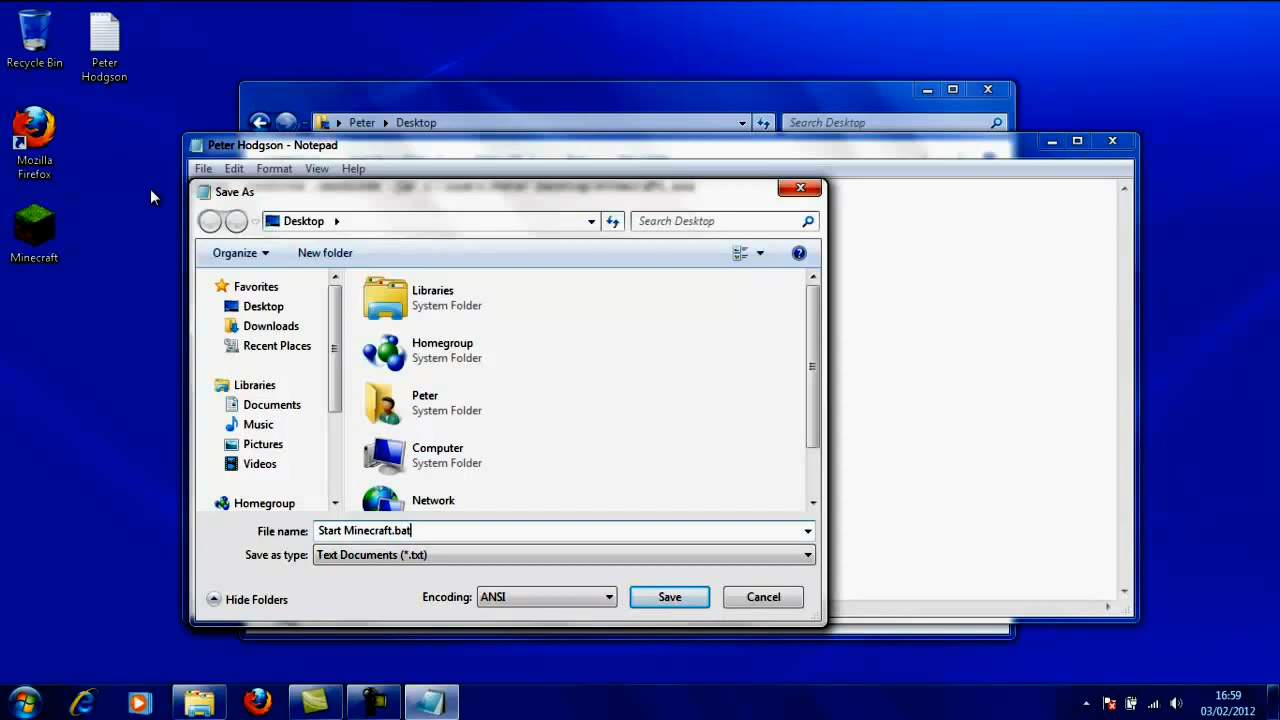 Recycle Bin
Peter Hodgson
Mozilla Firefox
Minecraft
Peter Desktop
Search Desktop
Peter Hodgson - Notepad
File Edit Format View Help
Save As
Desktop
Search Desktop
Organize New folder
Favorites
Desktop
Downloads
Recent Places
Libraries
Documents
Music
Pictures
Videos
Homegroup
Libraries
System Folder
Homegroup
System Folder
Peter
System Folder
Computer
System Folder
Network
File name: Start Minecraft.bat
Save as type: Text Documents (*.txt)
Hide Folders Encoding: ANSI Save Cancel
16:59
03/02/2012